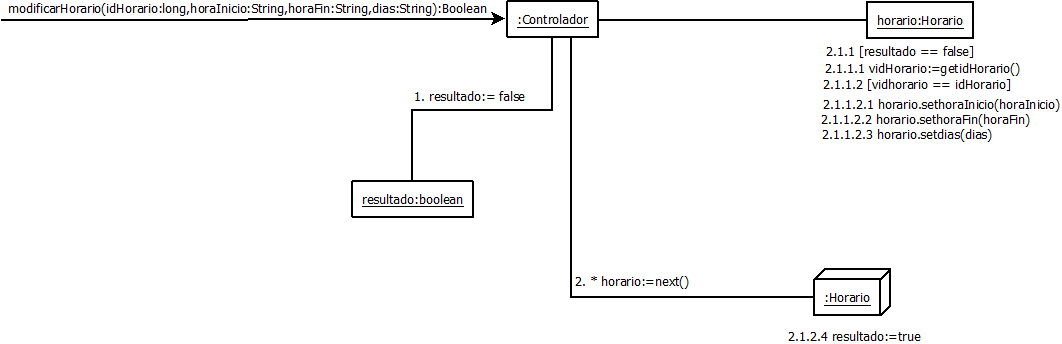 modificarHorario(idHorario:long,horaInicio:String,horaFin:String,dias:String):Boolean
:Controlador
horario:Horario
2.1.1 [resultado == false]
2.1.1.1 vidHorario:=getidHorario()
2.1.1.2 [vidhorario == idHorario]
2.1.1.2.1 horario.sethoraInicio(horaInicio)
2.1.1.2.2 horario.sethoraFin(horaFin)
2.1.1.2.3 horario.setdias(dias)
1. resultado:= false
resultado:boolean
2. * horario:=next()
:Horario
2.1.2.4 resultado:=true